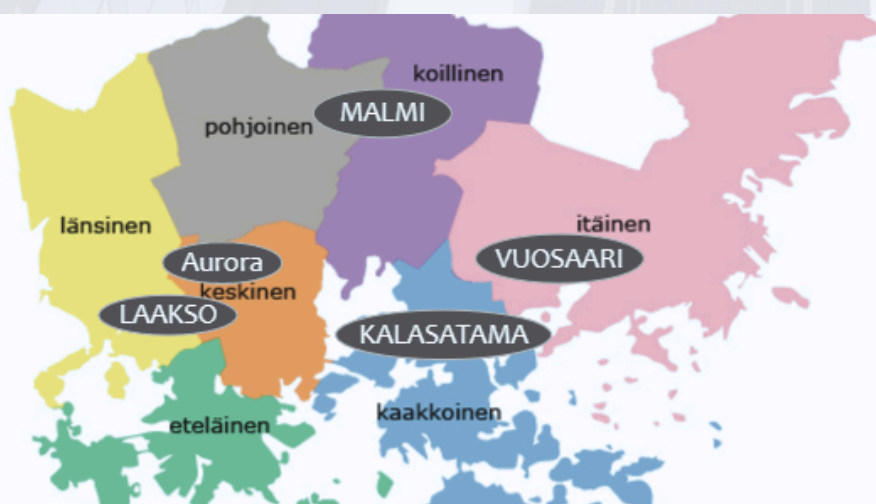 koillinen
MALMI
pohjoinen
länsinen
itäinen
Aurora
VUOSAARI
keskinen
LAAKSO
KALASATAMA
kaakkoinen
eteläinen